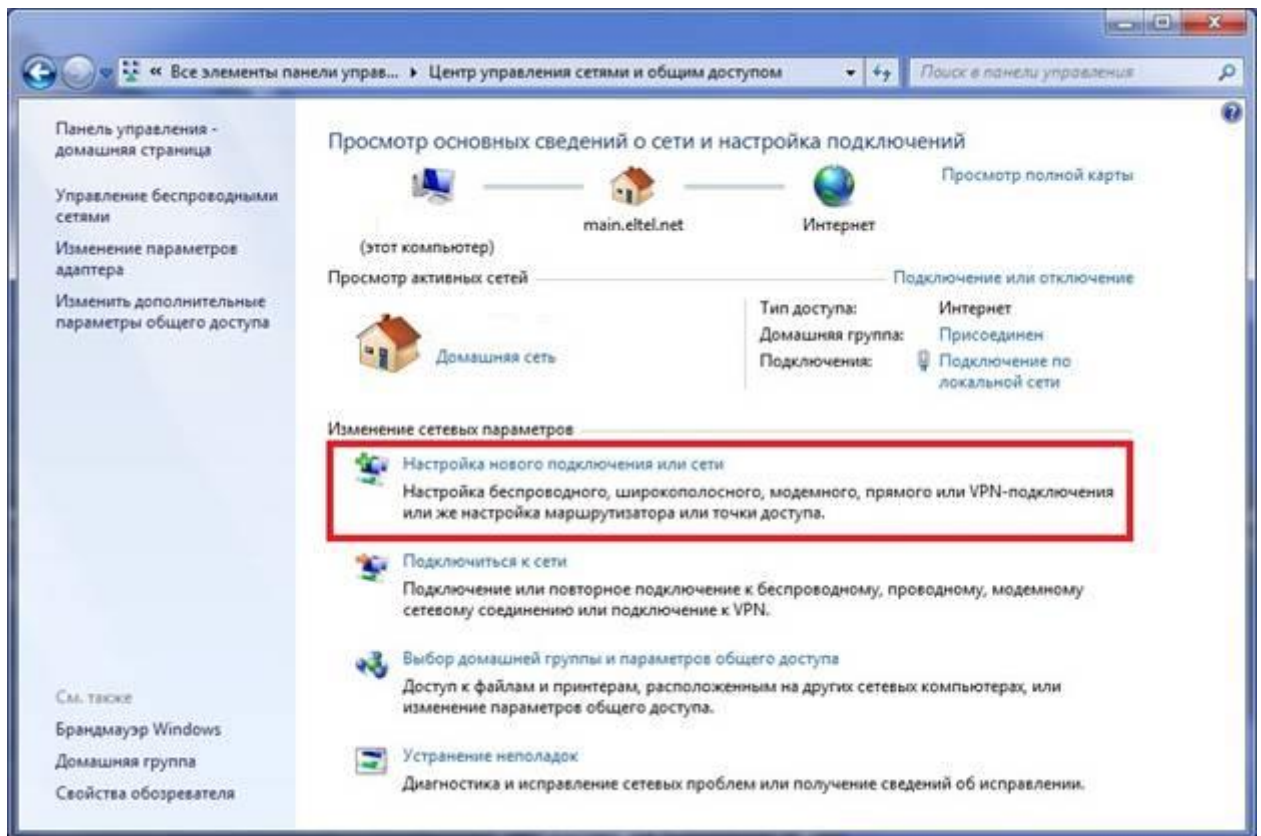 « Все элементы панели управ... ▸ Центр управления сетями и общим доступом
Поиск в панели управления
Панель управления -
домашняя страница
Управление беспроводными
сетями
Изменение параметров
адаптера
Изменить дополнительные
параметры общего доступа
См. также
Брандмауэр Windows
Домашняя группа
Свойства обозревателя
Просмотр основных сведений о сети и настройка подключений
Просмотр полной карты
main.eltel.net
Интернет
(этот компьютер)
Просмотр активных сетей
Подключение или отключение
Домашняя сеть
Тип доступа: Интернет
Домашняя группа: Присоединен
Подключения: Подключение по
локальной сети
Изменение сетевых параметров
Настройка нового подключения или сети
Настройка беспроводного, широкополосного, модемного, прямого или VPN-подключения
или же настройка маршрутизатора или точки доступа.
Подключиться к сети
Подключение или повторное подключение к беспроводному, проводному, модемному
сетевому соединению или подключение к VPN.
Выбор домашней группы и параметров общего доступа
Доступ к файлам и принтерам, расположенным на других сетевых компьютерах, или
изменение параметров общего доступа.
Устранение неполадок
Диагностика и исправление сетевых проблем или получение сведений об исправлении.